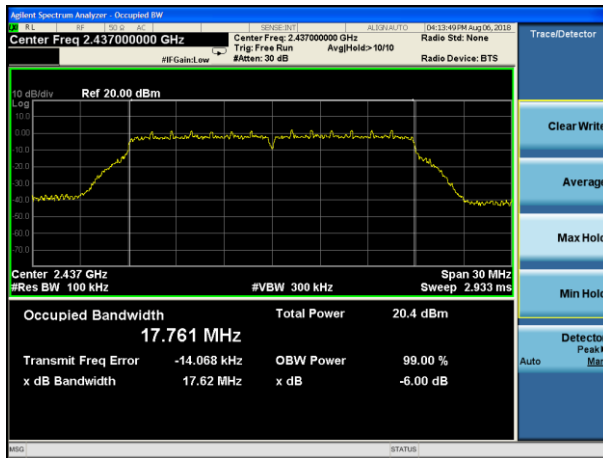 Agilent Spectrum Analyzer - Occupied BW
RL RF 50 Ω AC SENSE:INT ALIGN AUTO 04:13:49 PM Aug 06, 2018
Center Freq 2.437000000 GHz
Center Freq: 2.437000000 GHz
Radio Std: None
Trig: Free Run Avg|Hold:> 10/10
#IFGain:Low #Atten: 30 dB Radio Device: BTS
Trace/Detector
10 dB/div Ref 20.00 dBm
Log
10.0
0.00
-10.0
-20.0
-30.0
-40.0
-50.0
-60.0
-70.0
Center 2.437 GHz Span 30 MHz
#Res BW 100 kHz #VBW 300 kHz Sweep 2.933 ms
Occupied Bandwidth Total Power 20.4 dBm
17.761 MHz
Transmit Freq Error -14.068 kHz OBW Power 99.00 %
x dB Bandwidth 17.62 MHz x dB -6.00 dB
Clear Write
Average
Max Hold
Min Hold
Detector
Peak
Auto Man
MSG STATUS